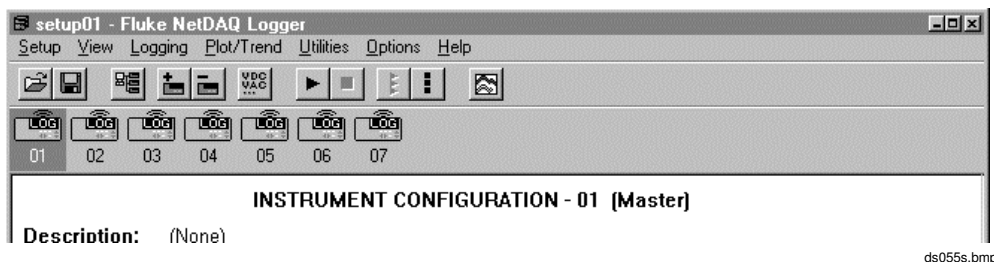 setup01 - Fluke NetDAQ Logger
Setup View Logging Plot/Trend Utilities Options Help
VDC
VAC
LOG LOG LOG LOG LOG LOG LOG
01 02 03 04 05 06 07
INSTRUMENT CONFIGURATION - 01 (Master)
Description: (None)
ds055s.bmp